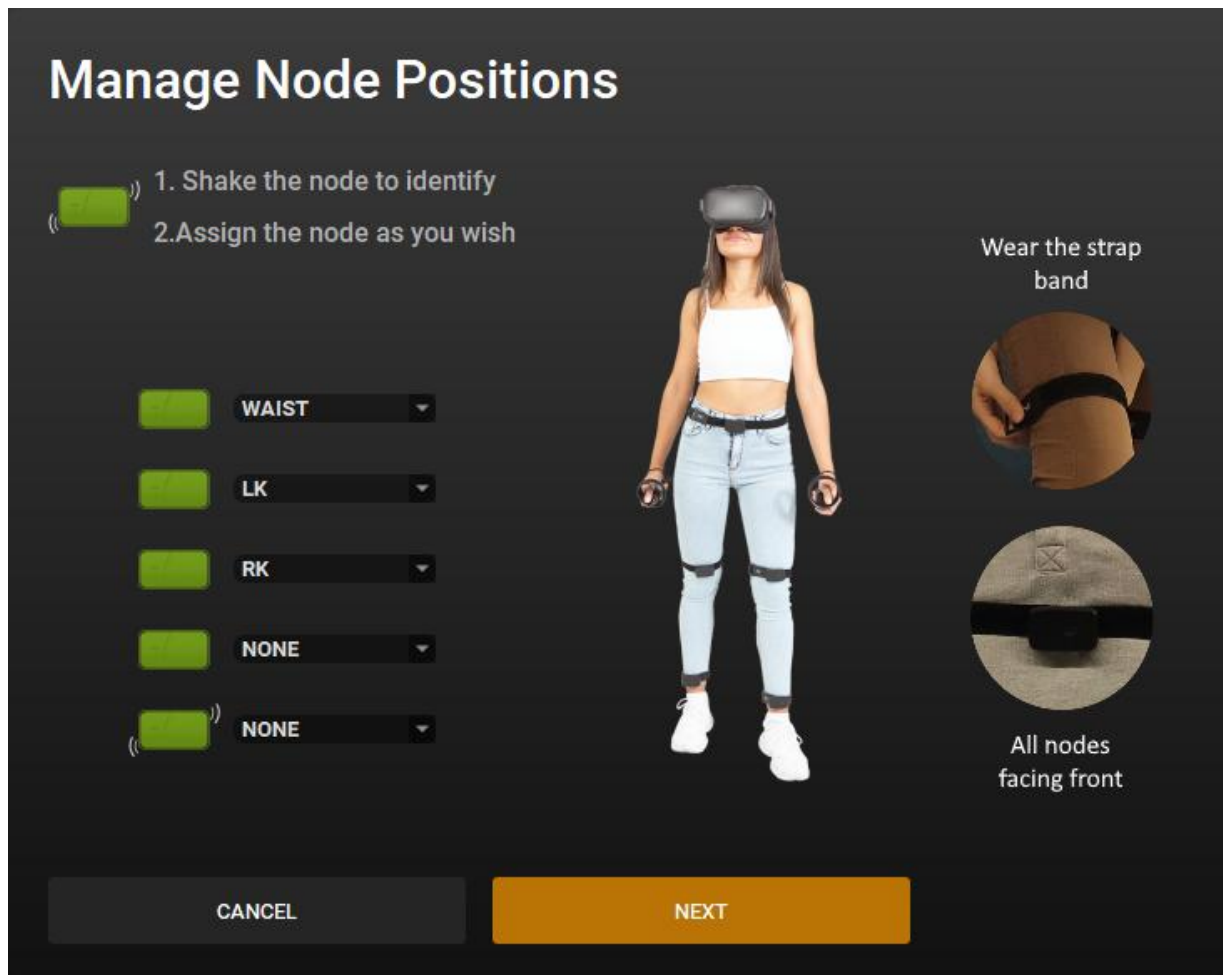 Manage Node Positions
1. Shake the node to identify
2.Assign the node as you wish
Wear the strap
band
WAIST
LK
RK
NONE
NONE
All nodes
facing front
CANCEL
NEXT